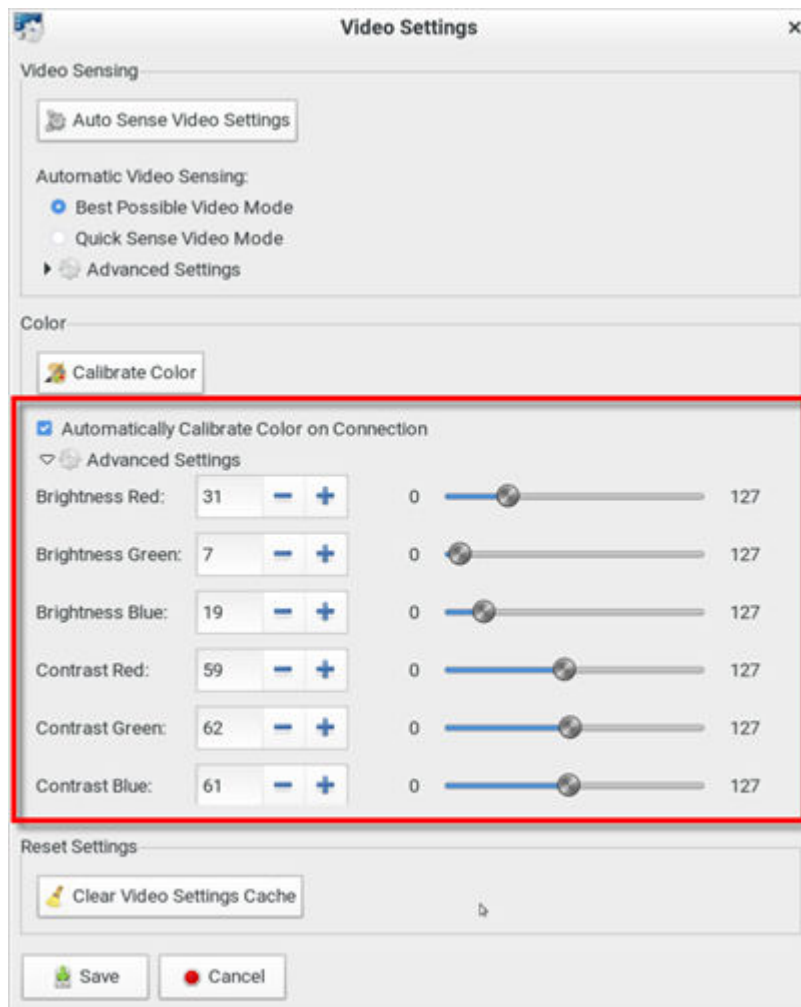 Video Settings
Video Sensing
Auto Sense Video Settings
Automatic Video Sensing:
Best Possible Video Mode
Quick Sense Video Mode
Advanced Settings
Color
Calibrate Color
Automatically Calibrate Color on Connection
Advanced Settings
Brightness Red: 31 0 127
Brightness Green: 7 0 127
Brightness Blue: 19 0 127
Contrast Red: 59 0 127
Contrast Green: 62 0 127
Contrast Blue: 61 0 127
Reset Settings
Clear Video Settings Cache
Save Cancel